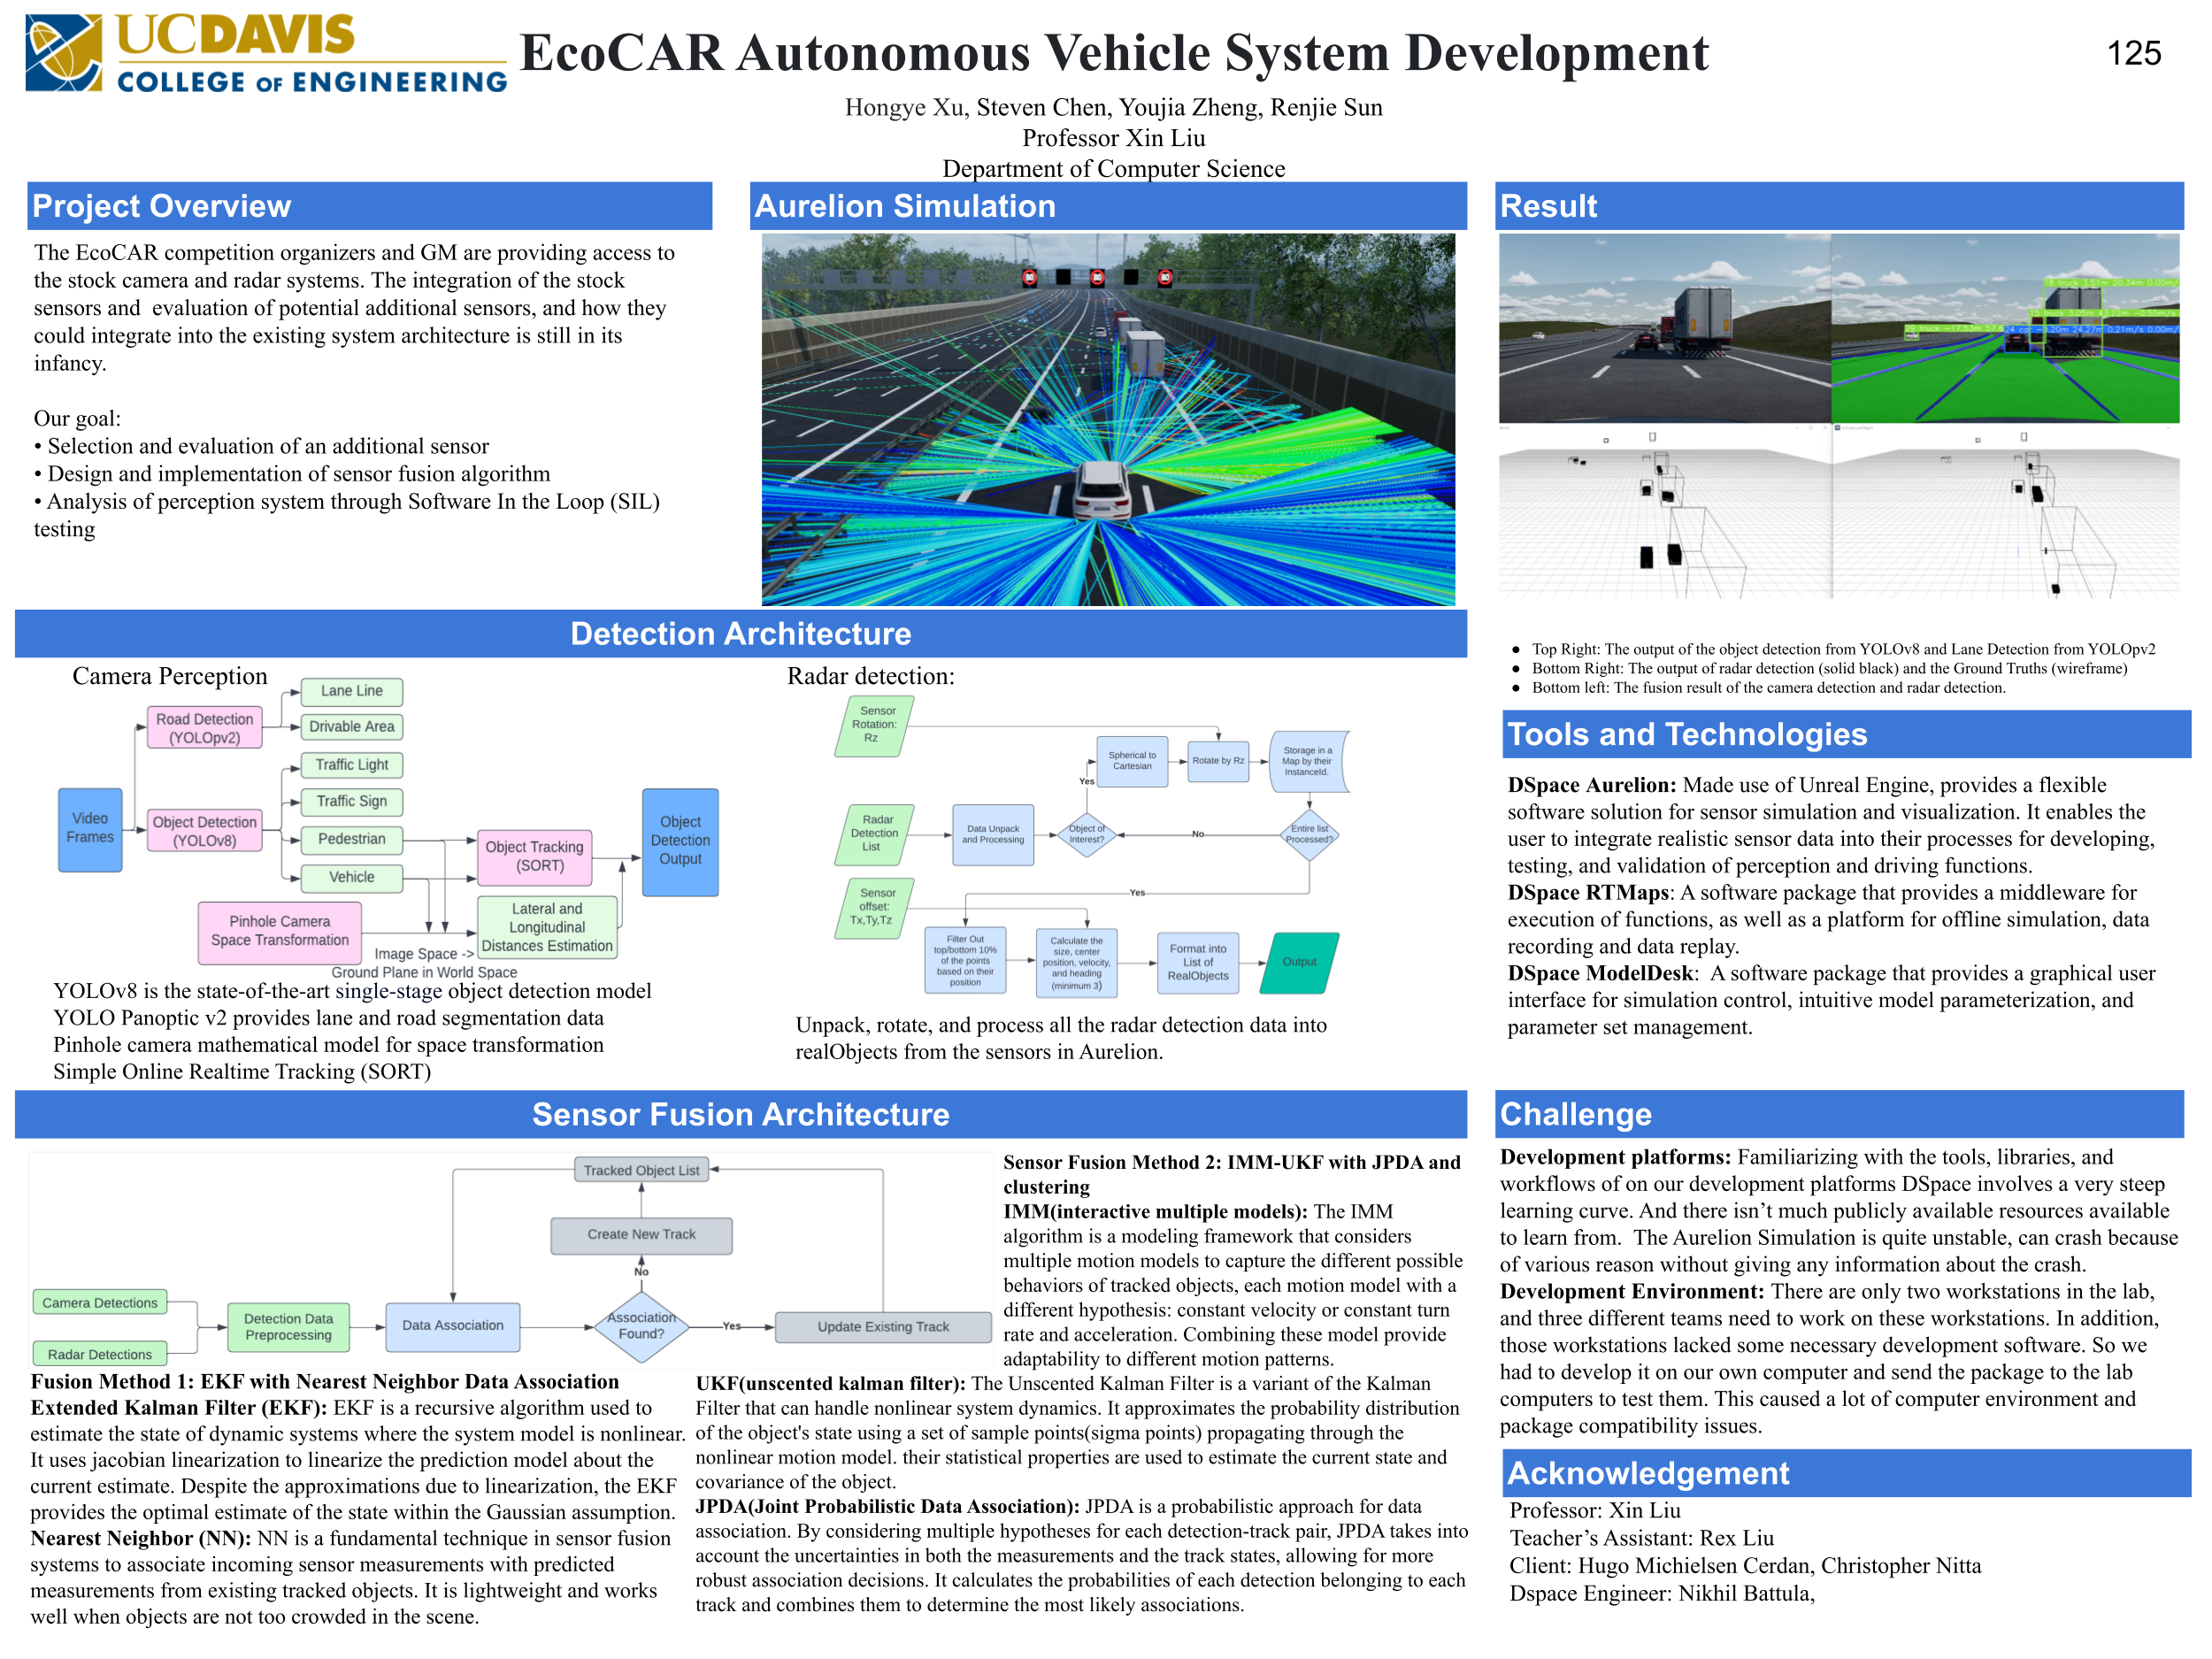 UCDAVIS
COLLEGE OF ENGINEERING
EcoCAR Autonomous Vehicle System Development
125
Hongye Xu, Steven Chen, Youjia Zheng, Renjie Sun
Professor Xin Liu
Department of Computer Science
Project Overview
The EcoCAR competition organizers and GM are providing access to
the stock camera and radar systems. The integration of the stock
sensors and  evaluation of potential additional sensors, and how they
could integrate into the existing system architecture is still in its
infancy.
Our goal:
• Selection and evaluation of an additional sensor
• Design and implementation of sensor fusion algorithm
• Analysis of perception system through Software In the Loop (SIL)
testing
Aurelion Simulation
Result
18 truck 3.51m 20.34m 0.00m/
● Top Right: The output of the object detection from YOLOv8 and Lane Detection from YOLOpv2
● Bottom Right: The output of radar detection (solid black) and the Ground Truths (wireframe)
● Bottom left: The fusion result of the camera detection and radar detection.
Detection Architecture
Camera Perception
Video
Frames
Road Detection
(YOLOpv2)
Object Detection
(YOLOv8)
Lane Line
Drivable Area
Traffic Light
Traffic Sign
Pedestrian
Vehicle
Pinhole Camera
Space Transformation
Image Space ->
Ground Plane in World Space
Object Tracking
(SORT)
Lateral and
Longitudinal
Distances Estimation
Object
Detection
Output
YOLOv8 is the state-of-the-art single-stage object detection model
YOLO Panoptic v2 provides lane and road segmentation data
Pinhole camera mathematical model for space transformation
Simple Online Realtime Tracking (SORT)
Radar detection:
Sensor
Rotation:
Rz
Radar
Detection
List
Data Unpack
and Processing
Object of
Interest?
Yes
Spherical to
Cartesian
Rotate by Rz
Storage in a
Map by their
InstanceId.
Entire list
Processed?
No
Yes
Sensor
offset:
Tx,Ty,Tz
Filter Out
top/bottom 10%
of the points
based on their
position
Calculate the
size, center
position, velocity,
and heading
(minimum 3)
Format into
List of
RealObjects
Output
Unpack, rotate, and process all the radar detection data into
realObjects from the sensors in Aurelion.
Tools and Technologies
DSpace Aurelion: Made use of Unreal Engine, provides a flexible
software solution for sensor simulation and visualization. It enables the
user to integrate realistic sensor data into their processes for developing,
testing, and validation of perception and driving functions.
DSpace RTMaps: A software package that provides a middleware for
execution of functions, as well as a platform for offline simulation, data
recording and data replay.
DSpace ModelDesk:  A software package that provides a graphical user
interface for simulation control, intuitive model parameterization, and
parameter set management.
Sensor Fusion Architecture
Camera Detections
Radar Detections
Detection Data
Preprocessing
Data Association
Association
Found?
No
Yes
Create New Track
Tracked Object List
Update Existing Track
Fusion Method 1: EKF with Nearest Neighbor Data Association
Extended Kalman Filter (EKF): EKF is a recursive algorithm used to
estimate the state of dynamic systems where the system model is nonlinear.
It uses jacobian linearization to linearize the prediction model about the
current estimate. Despite the approximations due to linearization, the EKF
provides the optimal estimate of the state within the Gaussian assumption.
Nearest Neighbor (NN): NN is a fundamental technique in sensor fusion
systems to associate incoming sensor measurements with predicted
measurements from existing tracked objects. It is lightweight and works
well when objects are not too crowded in the scene.
Sensor Fusion Method 2: IMM-UKF with JPDA and
clustering
IMM(interactive multiple models): The IMM
algorithm is a modeling framework that considers
multiple motion models to capture the different possible
behaviors of tracked objects, each motion model with a
different hypothesis: constant velocity or constant turn
rate and acceleration. Combining these model provide
adaptability to different motion patterns.
UKF(unscented kalman filter): The Unscented Kalman Filter is a variant of the Kalman
Filter that can handle nonlinear system dynamics. It approximates the probability distribution
of the object's state using a set of sample points(sigma points) propagating through the
nonlinear motion model. their statistical properties are used to estimate the current state and
covariance of the object.
JPDA(Joint Probabilistic Data Association): JPDA is a probabilistic approach for data
association. By considering multiple hypotheses for each detection-track pair, JPDA takes into
account the uncertainties in both the measurements and the track states, allowing for more
robust association decisions. It calculates the probabilities of each detection belonging to each
track and combines them to determine the most likely associations.
Challenge
Development platforms: Familiarizing with the tools, libraries, and
workflows of on our development platforms DSpace involves a very steep
learning curve. And there isn’t much publicly available resources available
to learn from.  The Aurelion Simulation is quite unstable, can crash because
of various reason without giving any information about the crash.
Development Environment: There are only two workstations in the lab,
and three different teams need to work on these workstations. In addition,
those workstations lacked some necessary development software. So we
had to develop it on our own computer and send the package to the lab
computers to test them. This caused a lot of computer environment and
package compatibility issues.
Acknowledgement
Professor: Xin Liu
Teacher’s Assistant: Rex Liu
Client: Hugo Michielsen Cerdan, Christopher Nitta
Dspace Engineer: Nikhil Battula,